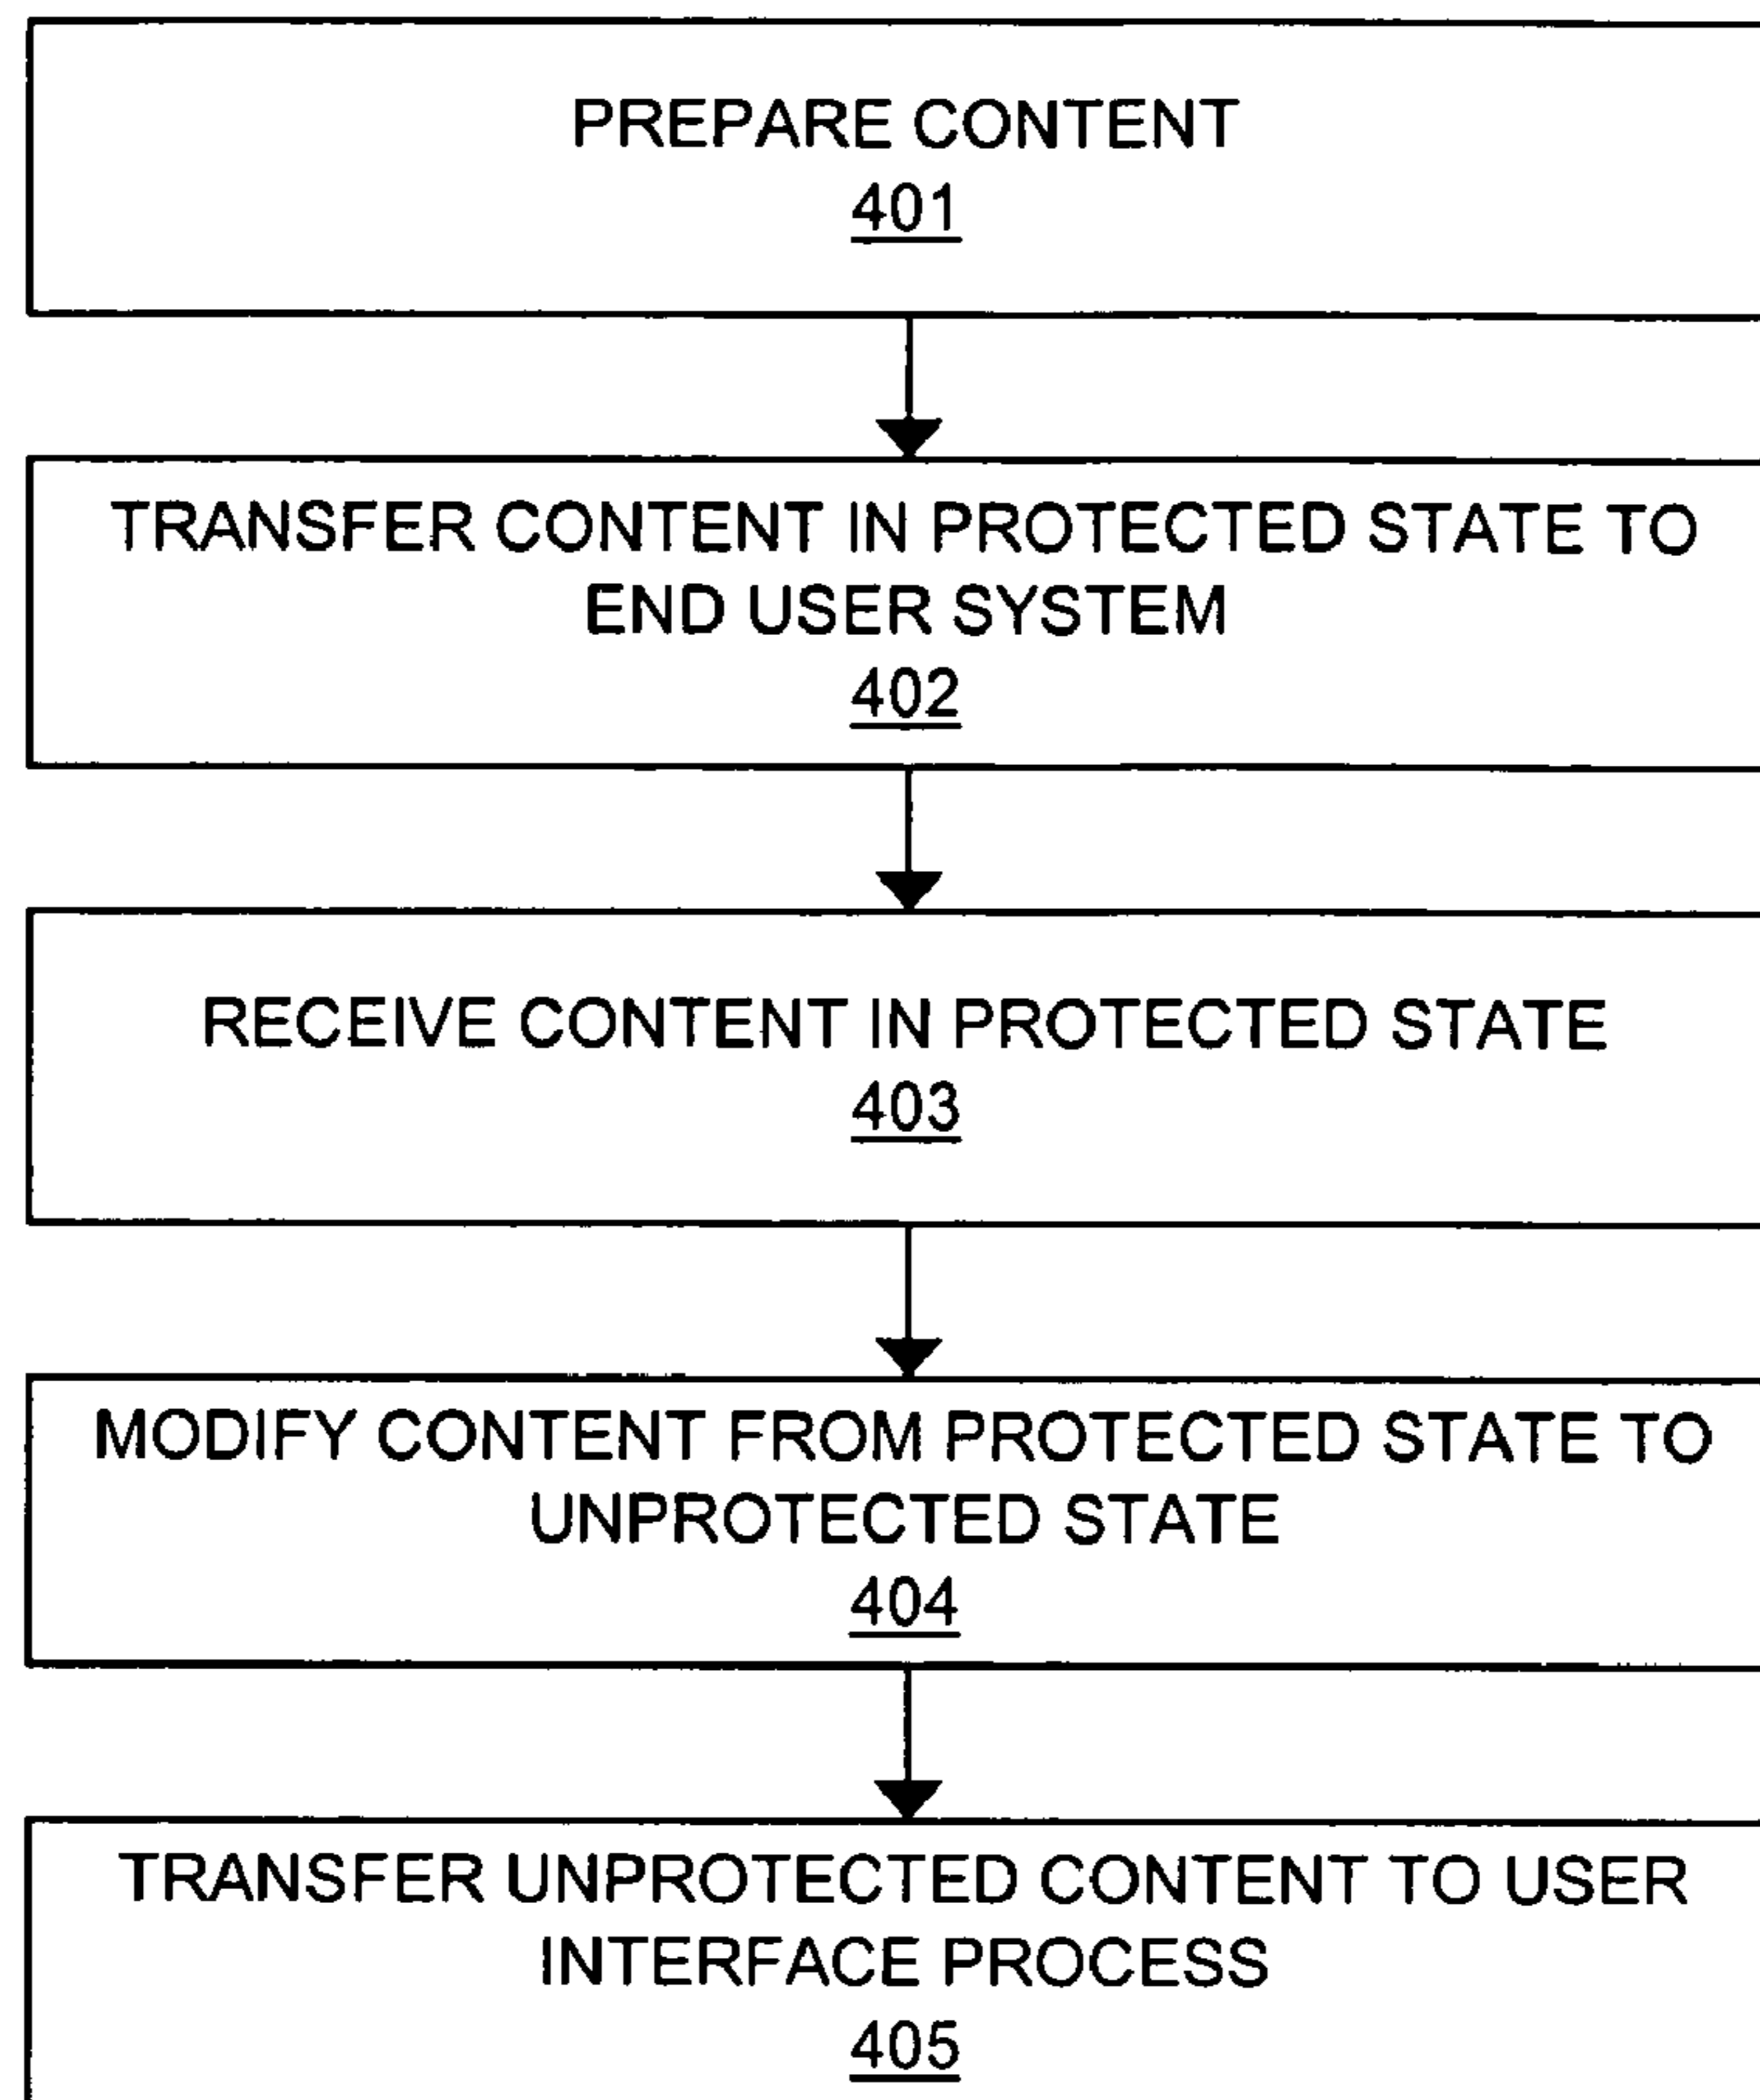 PREPARE CONTENT
401
TRANSFER CONTENT IN PROTECTED STATE TO
END USER SYSTEM
402
RECEIVE CONTENT IN PROTECTED STATE
403
MODIFY CONTENT FROM PROTECTED STATE TO
UNPROTECTED STATE
404
TRANSFER UNPROTECTED CONTENT TO USER
INTERFACE PROCESS
405